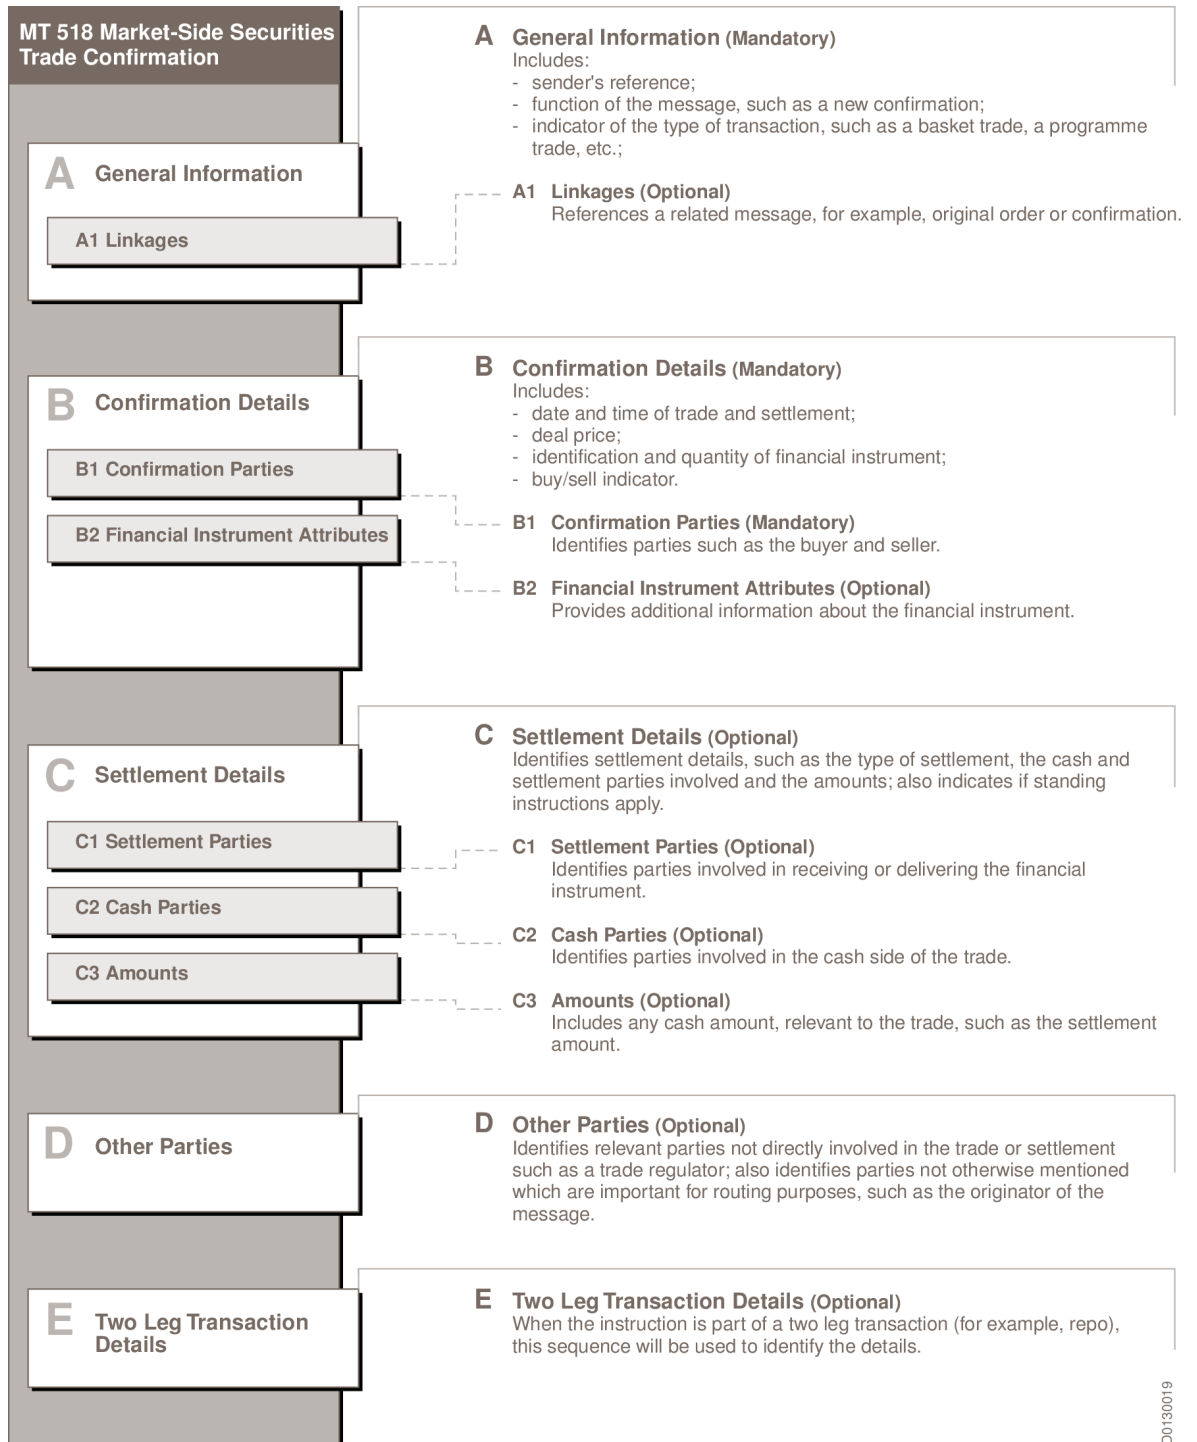 MT 518 Market-Side Securities
Trade Confirmation
A General Information
A1 Linkages
A General Information (Mandatory)
Includes:
- sender's reference;
- function of the message, such as a new confirmation;
- indicator of the type of transaction, such as a basket trade, a programme
trade, etc.;
A1 Linkages (Optional)
References a related message, for example, original order or confirmation.
B Confirmation Details
B1 Confirmation Parties
B2 Financial Instrument Attributes
B Confirmation Details (Mandatory)
Includes:
- date and time of trade and settlement;
- deal price;
- identification and quantity of financial instrument;
- buy/sell indicator.
B1 Confirmation Parties (Mandatory)
Identifies parties such as the buyer and seller.
B2 Financial Instrument Attributes (Optional)
Provides additional information about the financial instrument.
C Settlement Details
C1 Settlement Parties
C2 Cash Parties
C3 Amounts
C Settlement Details (Optional)
Identifies settlement details, such as the type of settlement, the cash and
settlement parties involved and the amounts; also indicates if standing
instructions apply.
C1 Settlement Parties (Optional)
Identifies parties involved in receiving or delivering the financial
instrument.
C2 Cash Parties (Optional)
Identifies parties involved in the cash side of the trade.
C3 Amounts (Optional)
Includes any cash amount, relevant to the trade, such as the settlement
amount.
D Other Parties
D Other Parties (Optional)
Identifies relevant parties not directly involved in the trade or settlement
such as a trade regulator; also identifies parties not otherwise mentioned
which are important for routing purposes, such as the originator of the
message.
E Two Leg Transaction
Details
E Two Leg Transaction Details (Optional)
When the instruction is part of a two leg transaction (for example, repo),
this sequence will be used to identify the details.
D0130019